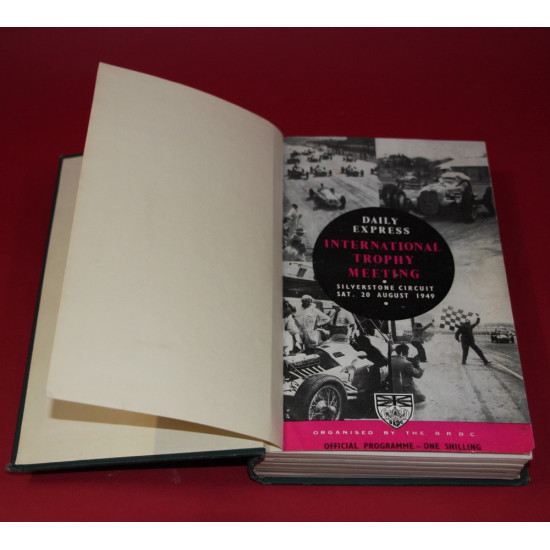 DAILY
EXPRESS
INTERNATIONAL
TROPHY
MEETING
SILVERSTONE CIRCUIT
SAT. 20 AUGUST 1949
ORGANISED BY THE B.R.D.C.
OFFICIAL PROGRAMME - ONE SHILLING